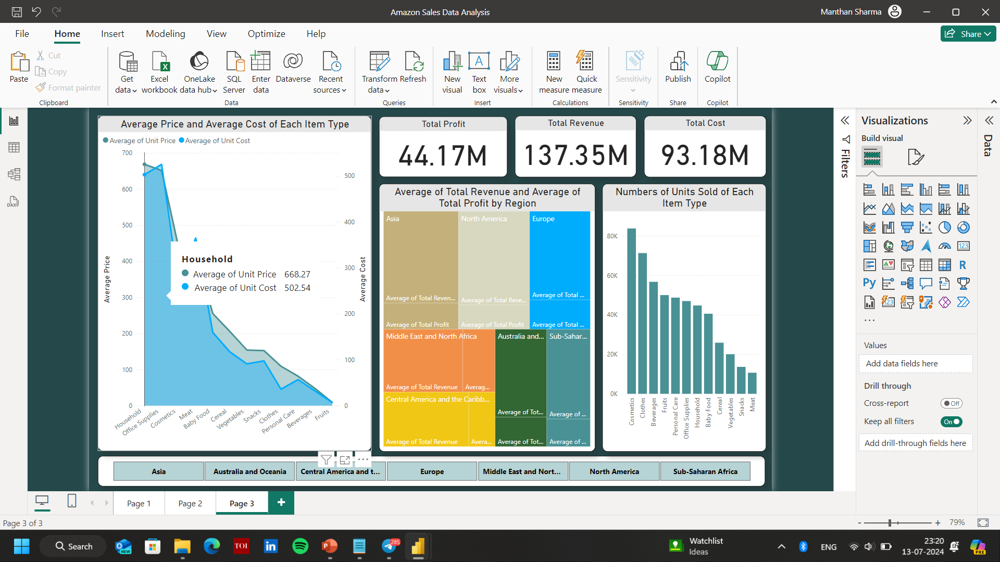 Amazon Sales Data Analysis
Manthan Sharma
File Home Insert Modeling View Optimize Help
Share
Paste
Cut
Copy
Format painter
Clipboard
Get data
Excel workbook
OneLake data hub
SQL Server
Enter data
Dataverse
Recent sources
Data
Transform data
Refresh
Queries
New visual
Text box
More visuals
Insert
New measure
Quick measure
Calculations
Sensitivity
Sensitivity
Publish
Share
Copilot
Copilot
Average Price and Average Cost of Each Item Type
Average of Unit Price Average of Unit Cost
700
600
500
400
300
200
100
0
Average Price
500
400
300
200
100
0
Average Cost
Household
Average of Unit Price 668.27
Average of Unit Cost 502.54
Household
Office Supplies
Cosmetics
Meat
Baby Food
Cereal
Vegetables
Snacks
Clothes
Personal Care
Beverages
Fruits
Total Profit
44.17M
Total Revenue
137.35M
Total Cost
93.18M
Average of Total Revenue and Average of
Total Profit by Region
Asia
Average of Total Reven...
Average of Total Profit
North America
Average of Total Reve...
Average of Total Profit
Europe
Average of Total ...
Average of Total ...
Middle East and North Africa
Average of Total Revenue
Averag...
Central America and the Caribb...
Average of Total Revenue
Avera...
Australia and...
Average of Tot...
Average of Tot...
Sub-Sahar...
Average of ...
Average of ...
Numbers of Units Sold of Each
Item Type
80K
60K
40K
20K
0K
Cosmetics
Clothes
Beverages
Fruits
Personal Care
Office Supplies
Household
Baby Food
Cereal
Vegetables
Snacks
Meat
Asia
Australia and Oceania
Central America and t...
Europe
Middle East and Nort...
North America
Sub-Saharan Africa
Filters
Visualizations
Build visual
123
R
Py
123
...
Values
Add data fields here
Drill through
Cross-report
Off
Keep all filters
On
Add drill-through fields here
Data
DAX
Page 1
Page 2
Page 3
+
Page 3 of 3
- + 79%
Search
NEW
TOI
in
P
285
Watchlist
Ideas
ENG
23:20
13-07-2024
PRE